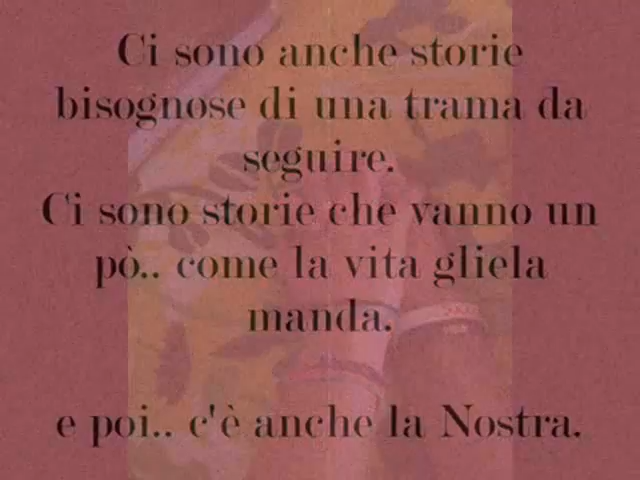 Ci sono anche storie
bisognose di una trama da
seguire.
Ci sono storie che vanno un
pò.. come la vita gliela
manda.
e poi.. c'è anche la Nostra.